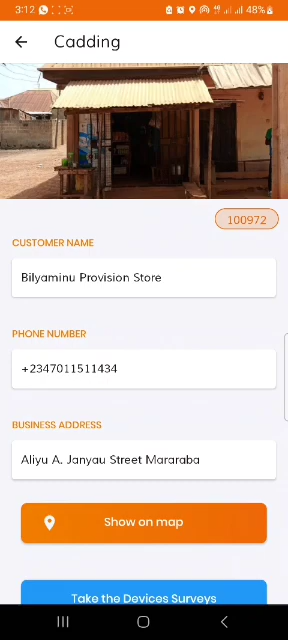 3:12
48%
Cadding
100972
CUSTOMER NAME
Bilyaminu Provision Store
PHONE NUMBER
+2347011511434
BUSINESS ADDRESS
Aliyu A. Janyau Street Mararaba
Show on map
Take the Devices Surveys